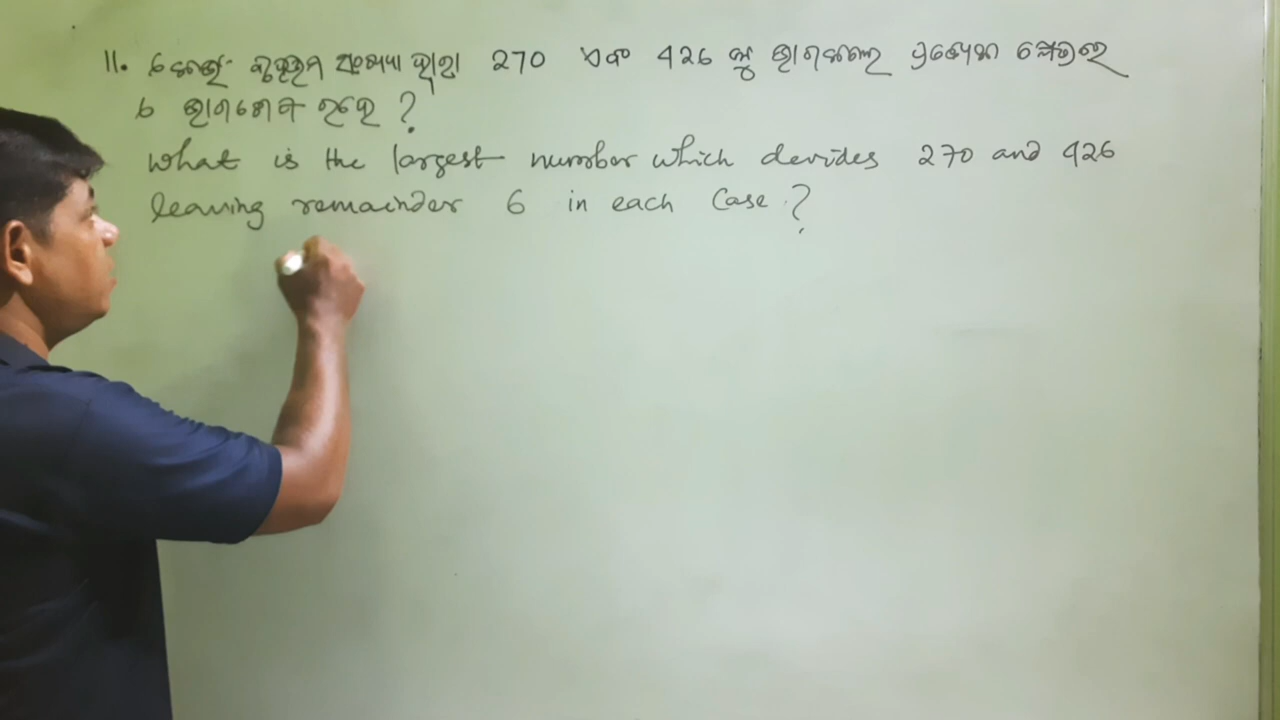 11. କେଉଁ ବୃହତ୍ତମ ସଂଖ୍ୟା ଦ୍ୱାରା 270 ଏବଂ 426 କୁ ଭାଗକଲେ ପ୍ରତ୍ୟେକ କ୍ଷେତ୍ରରେ
6 ଭାଗଶେଷ ରହେ ?
What is the largest number which devides 270 and 426
leaving remainder 6 in each case ?